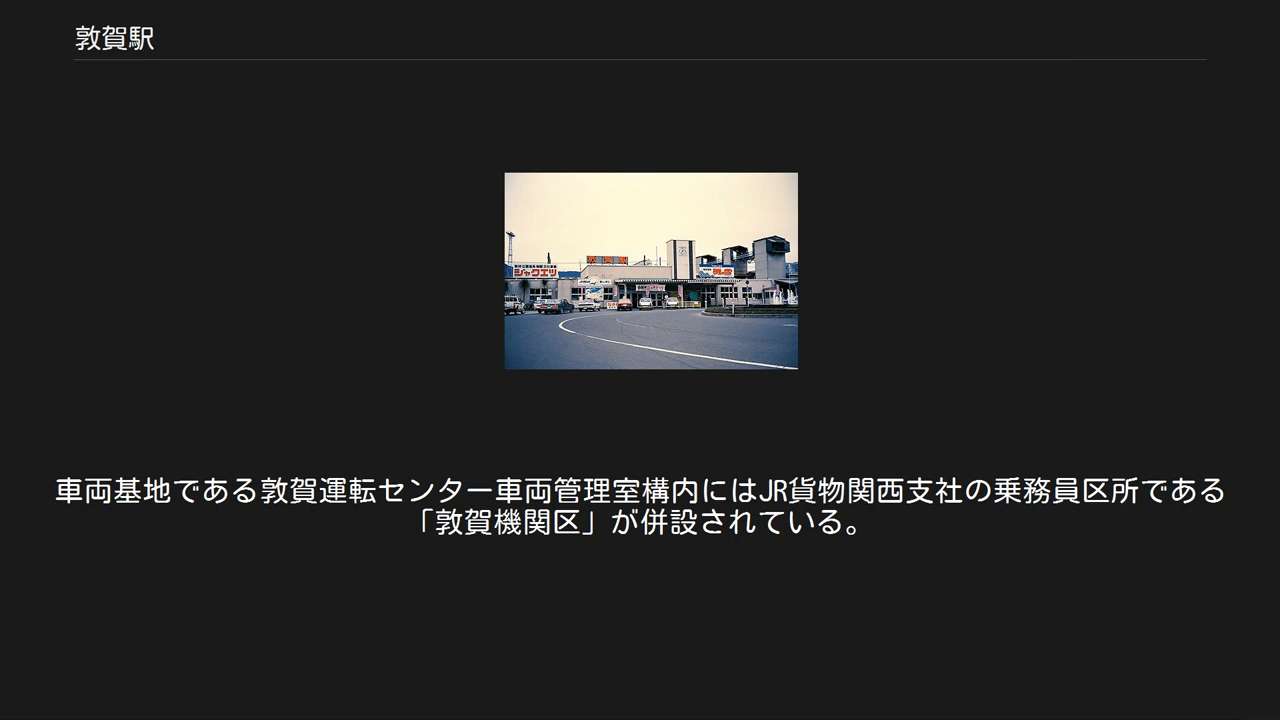 敦賀駅
シャクエツ
車両基地である敦賀運転センター車両管理室構内にはJR貨物関西支社の乗務員区所である
「敦賀機関区」が併設されている。